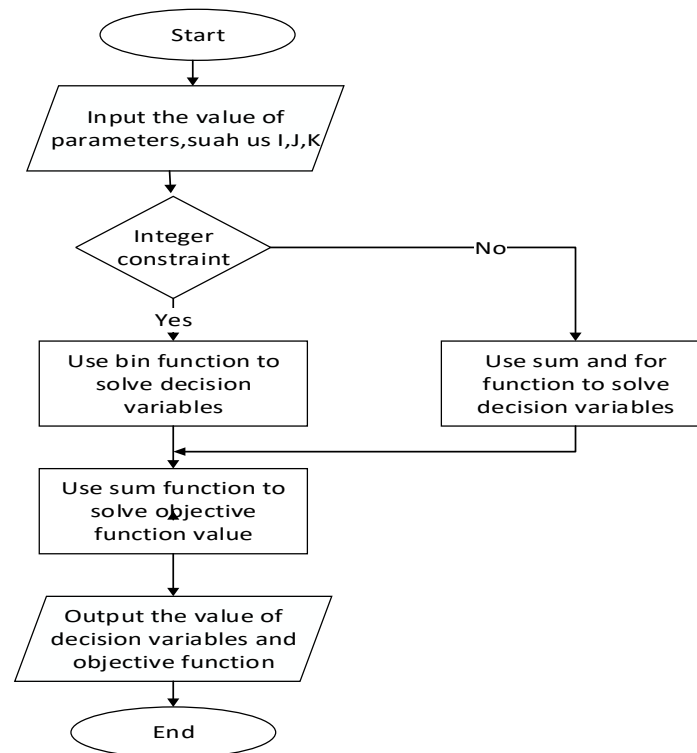 Start
Input the value of
parameters,suah us I,J,K
Integer
constraint
No
Yes
Use bin function to
solve decision
variables
Use sum and for
function to solve
decision variables
Use sum function to
solve objective
function value
Output the value of
decision variables and
objective function
End